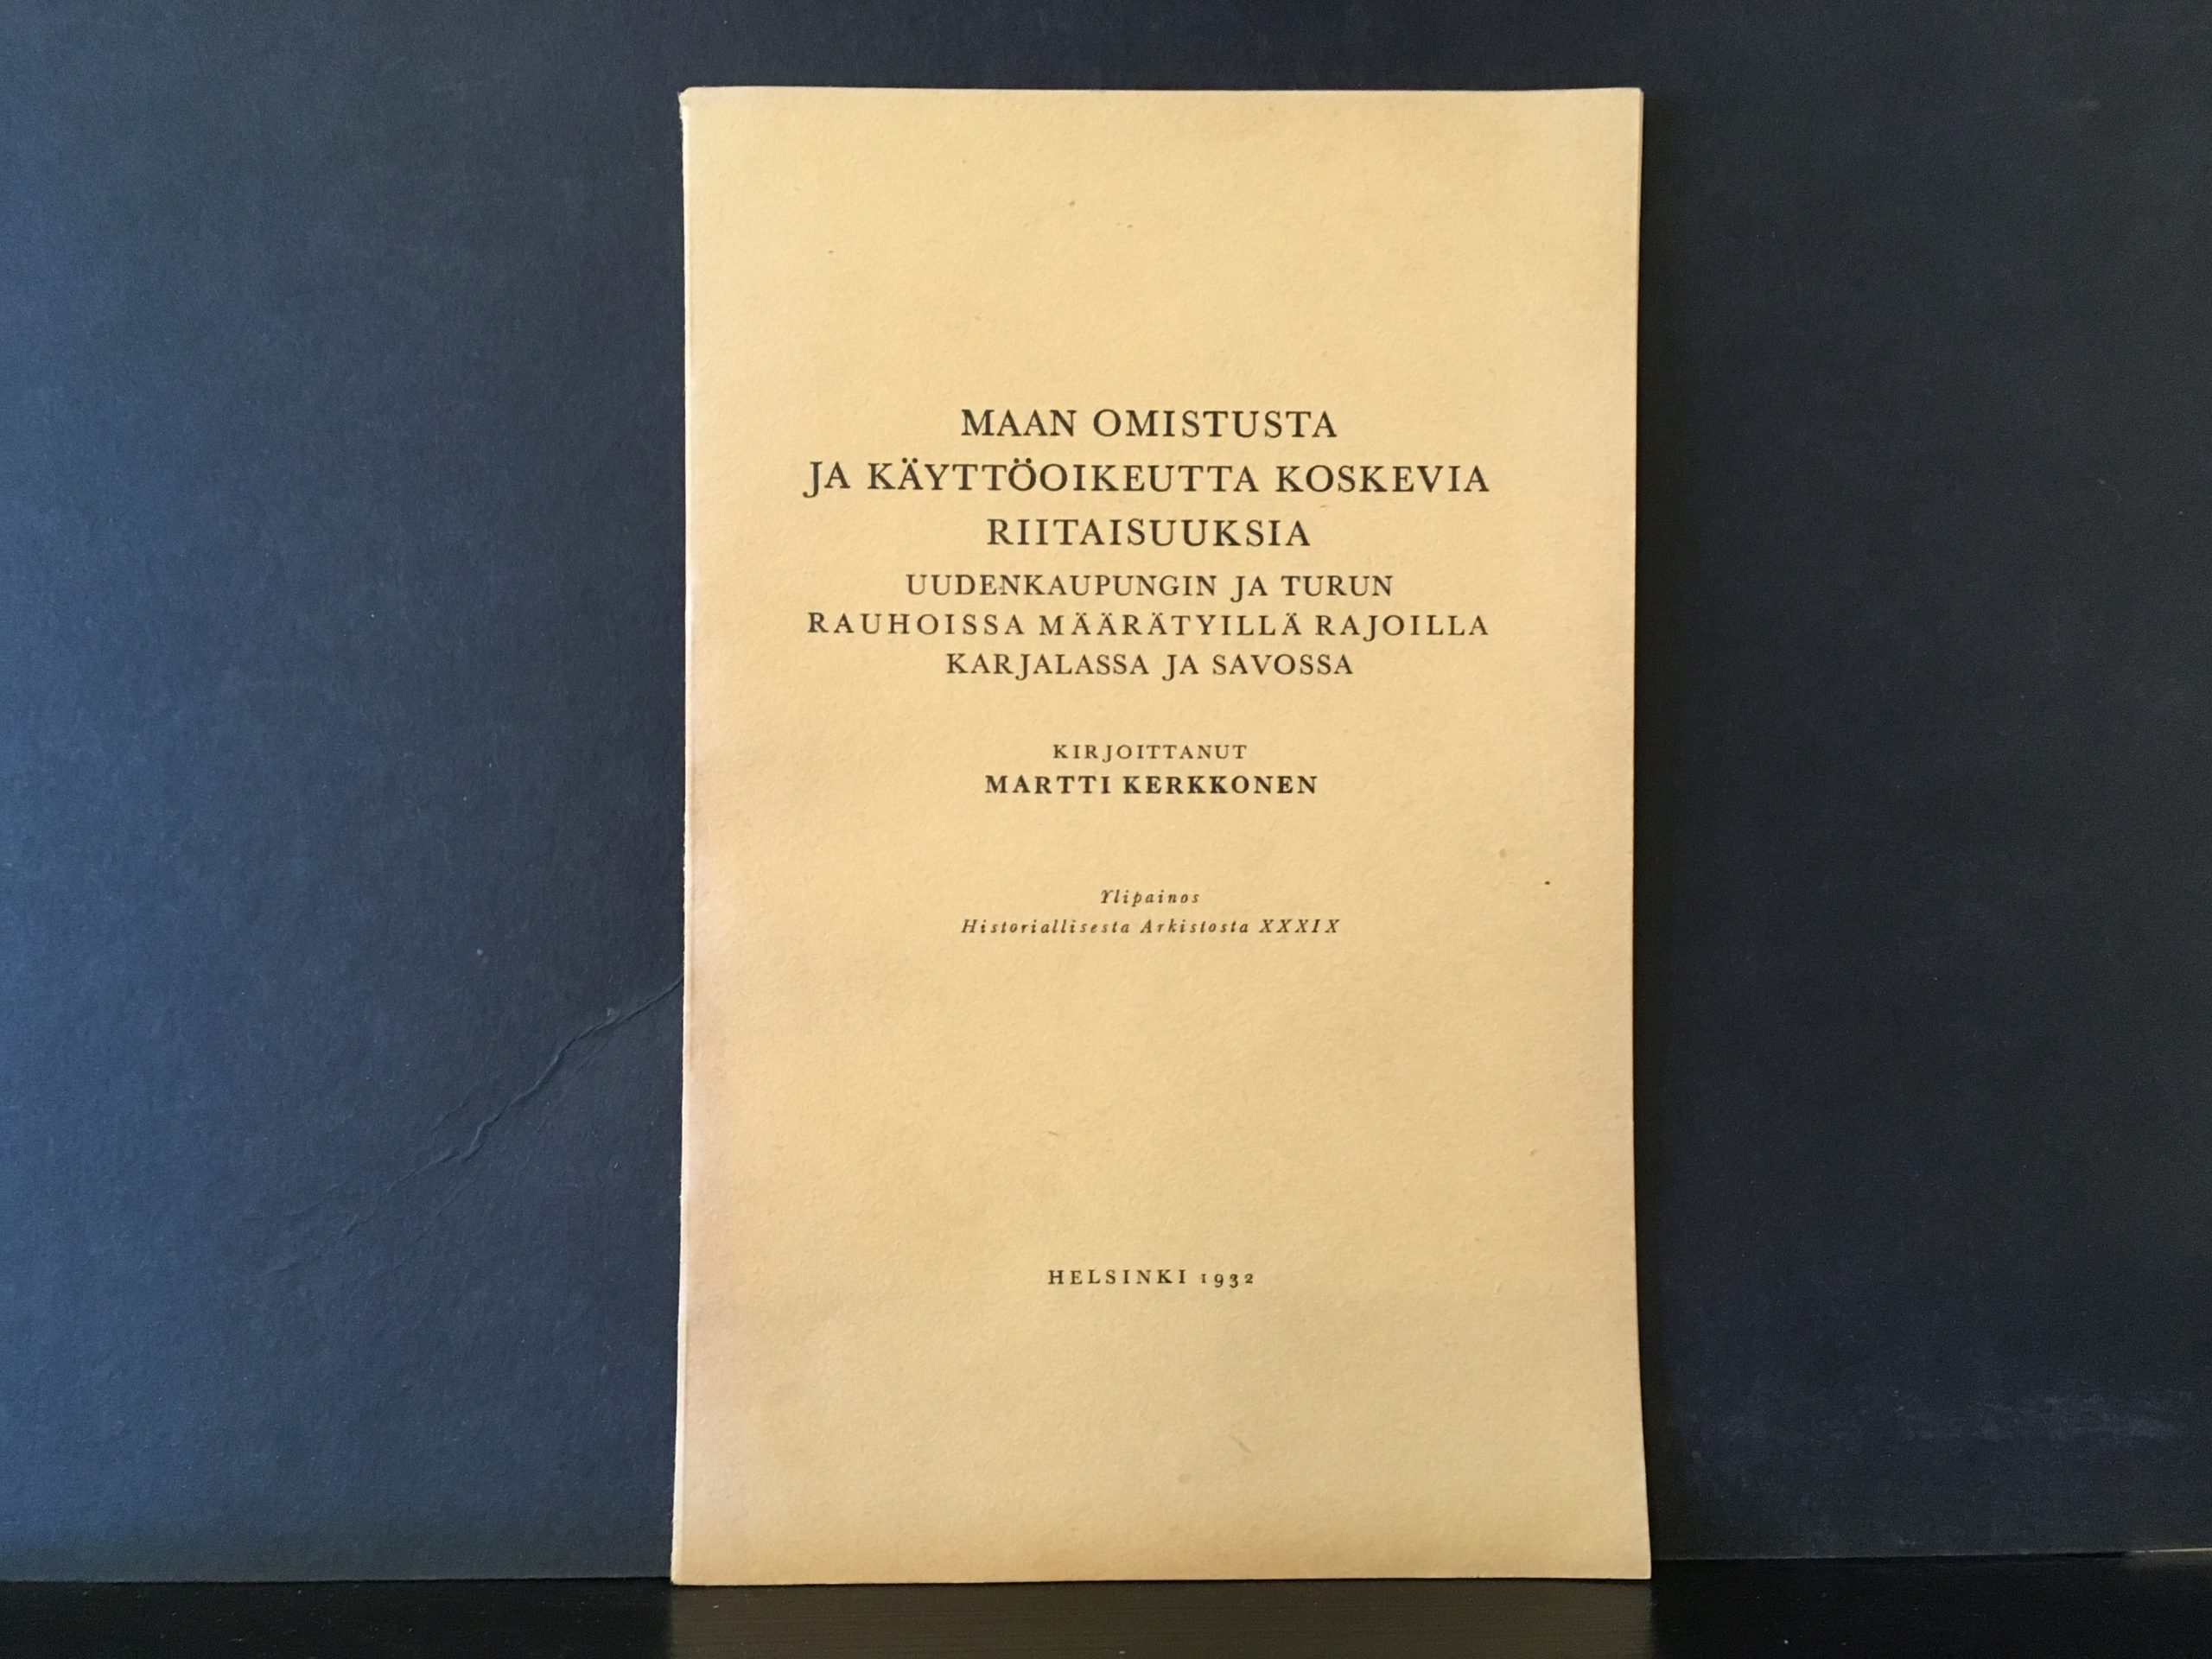 MAAN OMISTUSTA
JA KÄYTTÖOIKEUTTA KOSKEVIA
RIITAISUUKSIA
UUDENKAUPUNGIN JA TURUN
RAUHOISSA MÄÄRÄTYILLÄ RAJOILLA
KARJALASSA JA SAVOSSA
KIRJOITTANUT
MARTTI KERKKONEN
Ylipainos
Historiallisesta Arkistosta XXXIX
HELSINKI 1932